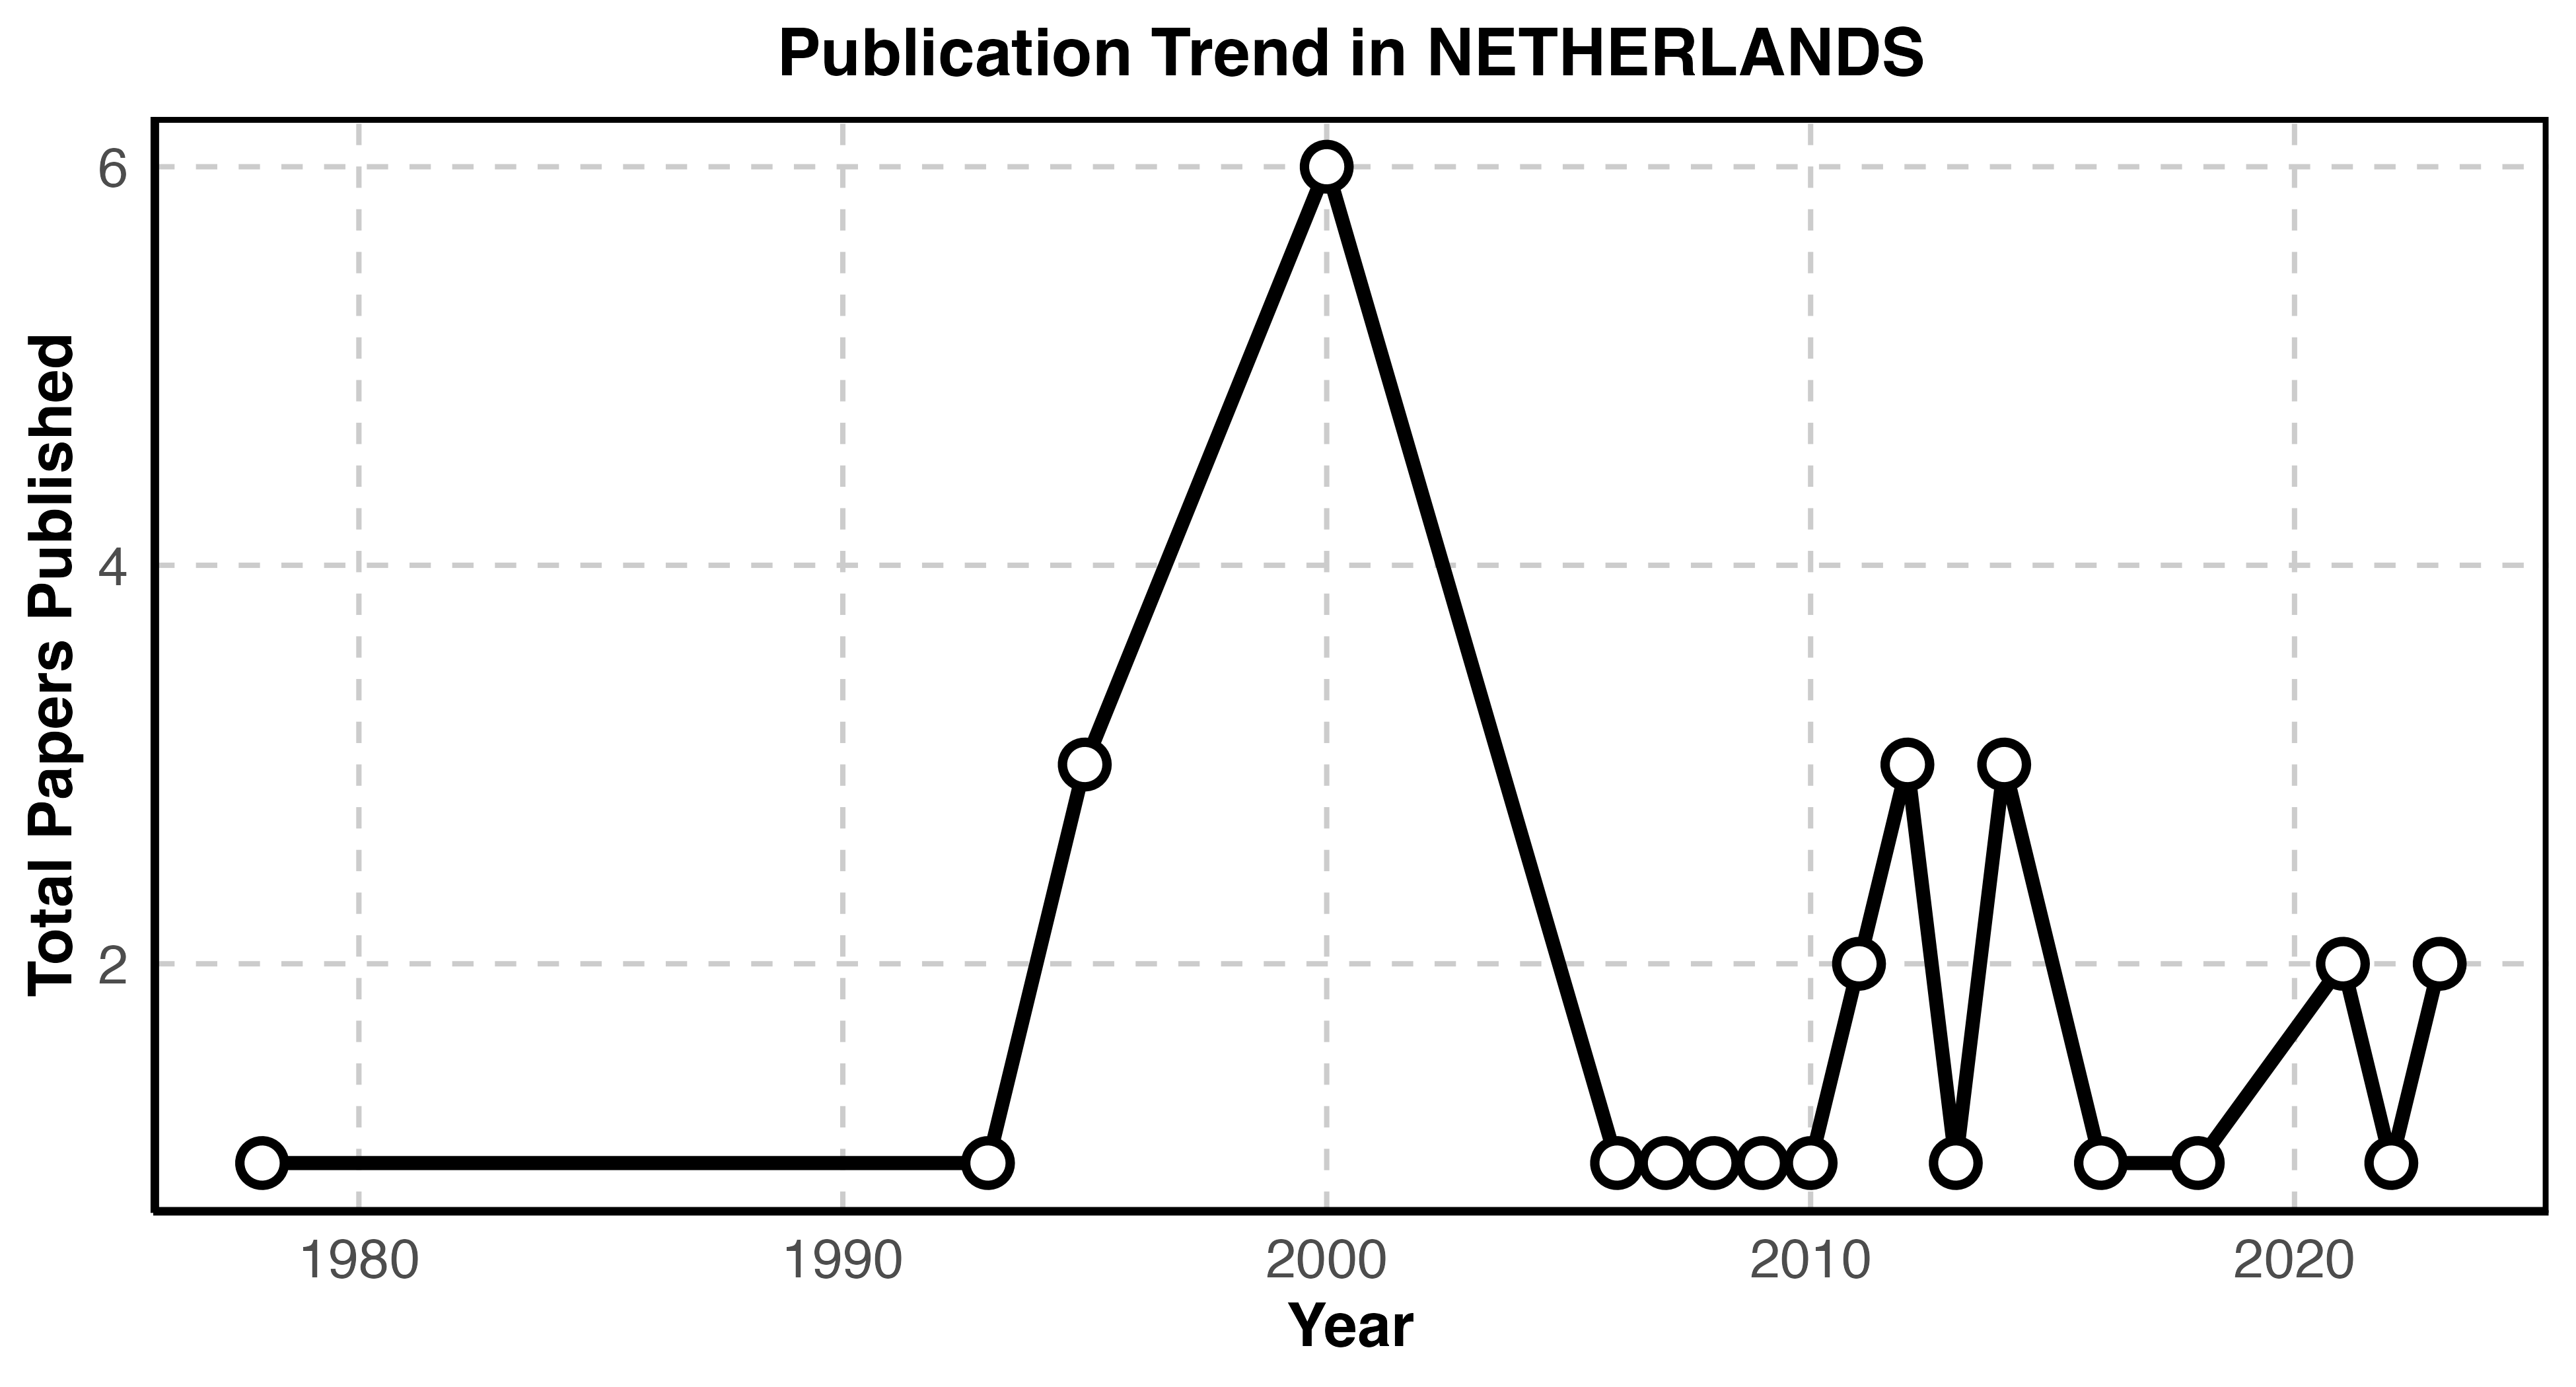 Publication Trend in NETHERLANDS
Total Papers Published
6
4
2
1980 1990 2000 2010 2020
Year